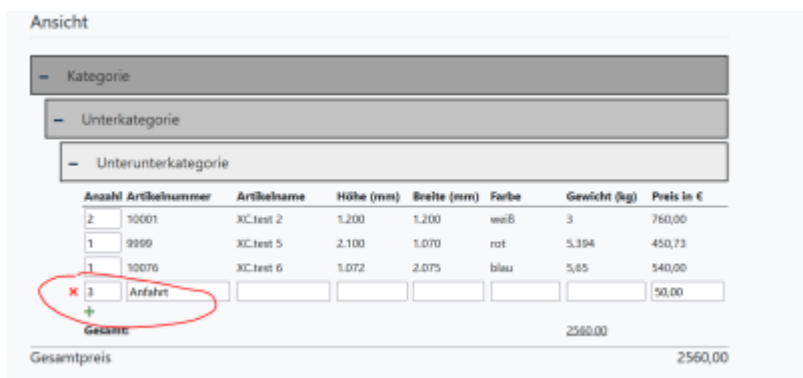 Ansicht
− Kategorie
− Unterkategorie
− Unterunterkategorie
Anzahl Artikelnummer Artikelname Höhe (mm) Breite (mm) Farbe Gewicht (kg) Preis in €
2 10001 XC.test 2 1.200 1.200 weiß 3 760,00
1 9999 XC.test 5 2.100 1.070 rot 5.394 450,73
1 10076 XC.test 6 1.072 2.075 blau 5,65 540,00
× 3 Anfahrt 50,00
+
Gesamt: 2560.00
Gesamtpreis 2560,00